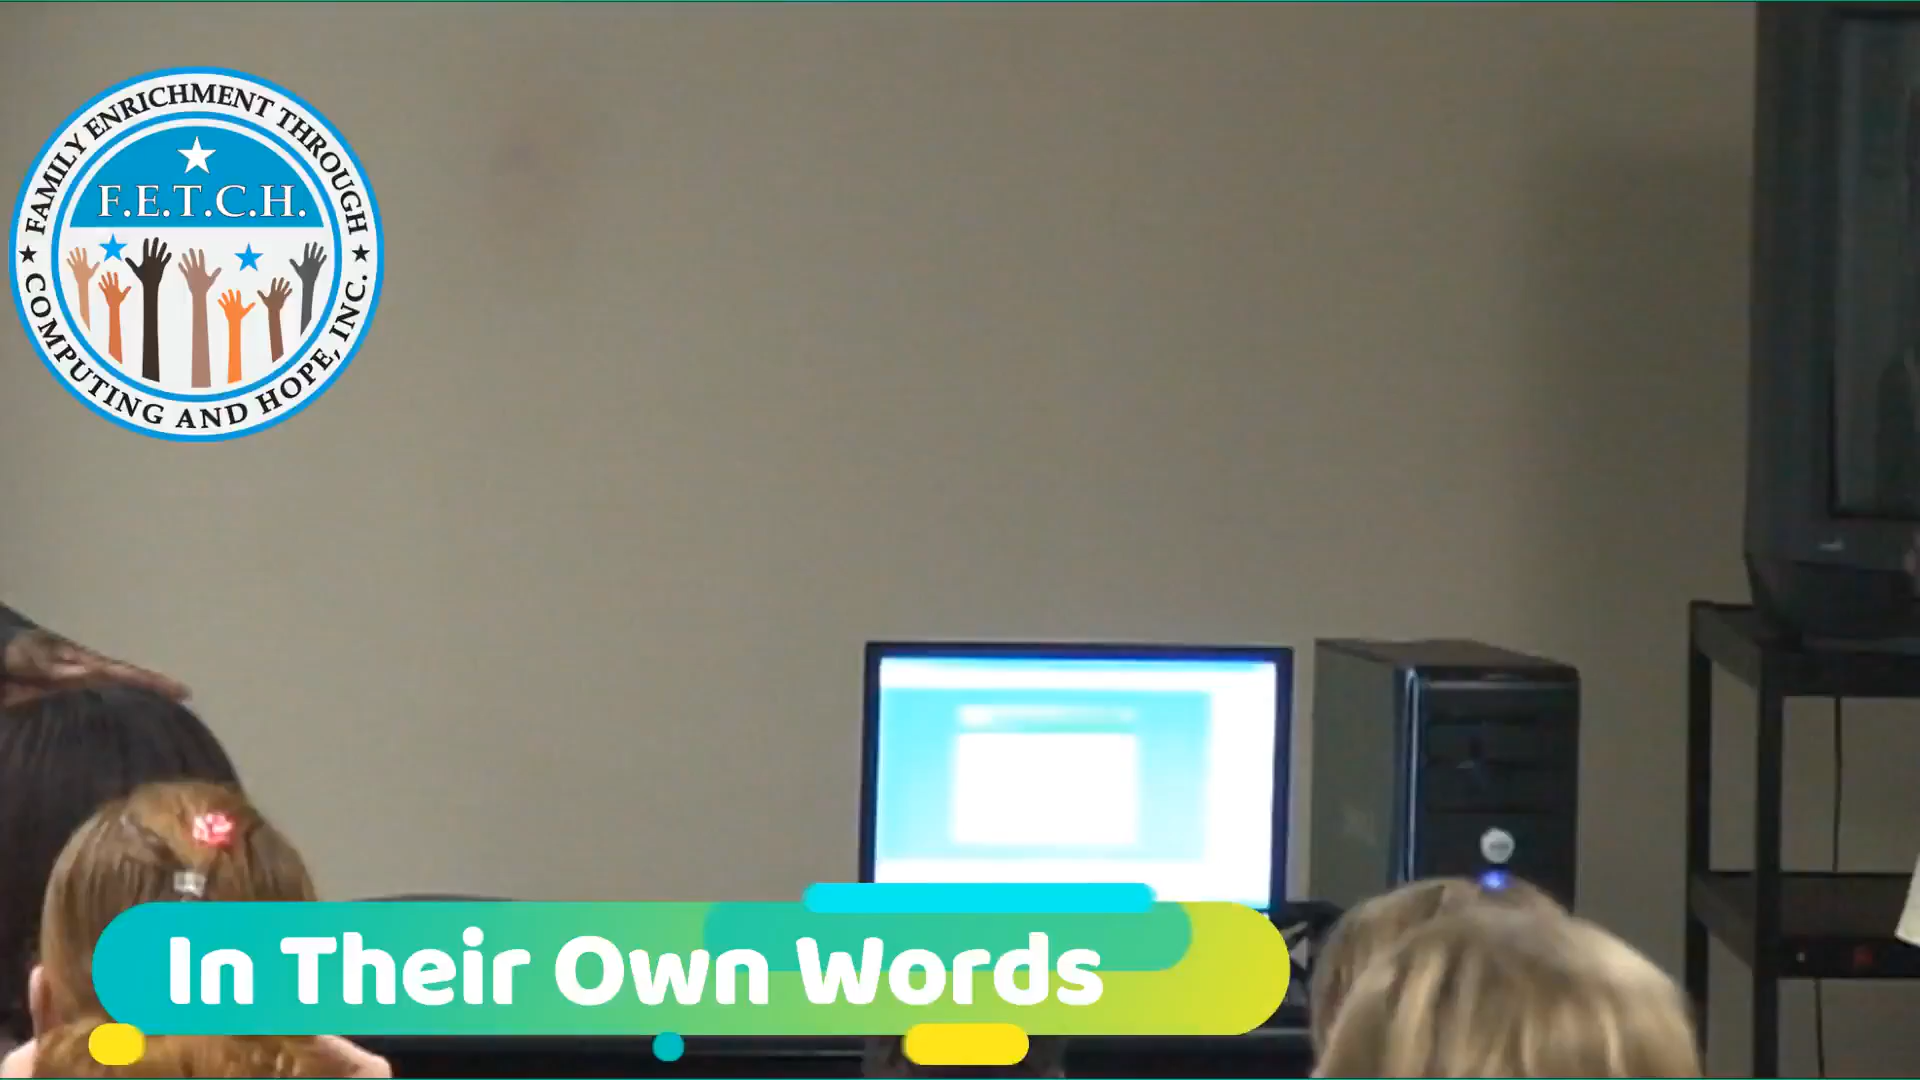 FAMILY ENRICHMENT THROUGH
F.E.T.C.H.
COMPUTING AND HOPE, INC.
In Their Own Words